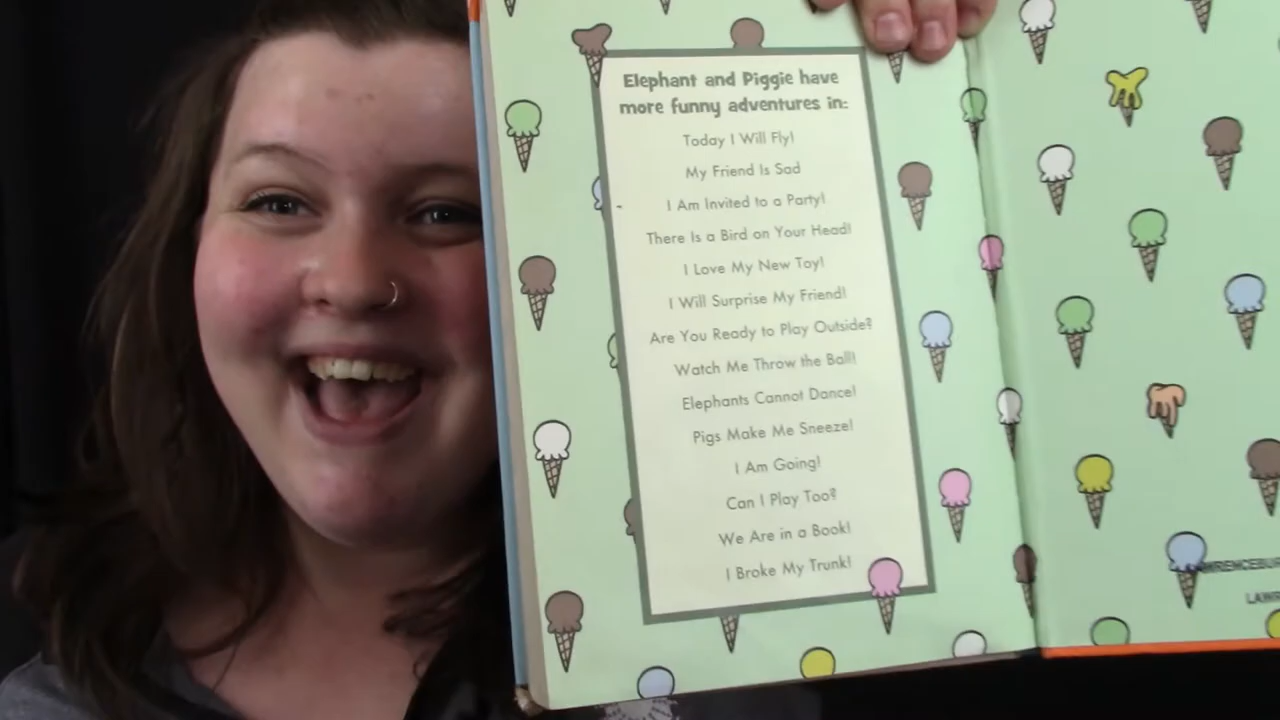 Elephant and Piggie have
more funny adventures in:
Today I Will Fly!
My Friend Is Sad
I Am Invited to a Party!
There Is a Bird on Your Head!
I Love My New Toy!
I Will Surprise My Friend!
Are You Ready to Play Outside?
Watch Me Throw the Ball!
Elephants Cannot Dance!
Pigs Make Me Sneeze!
I Am Going!
Can I Play Too?
We Are in a Book!
I Broke My Trunk!